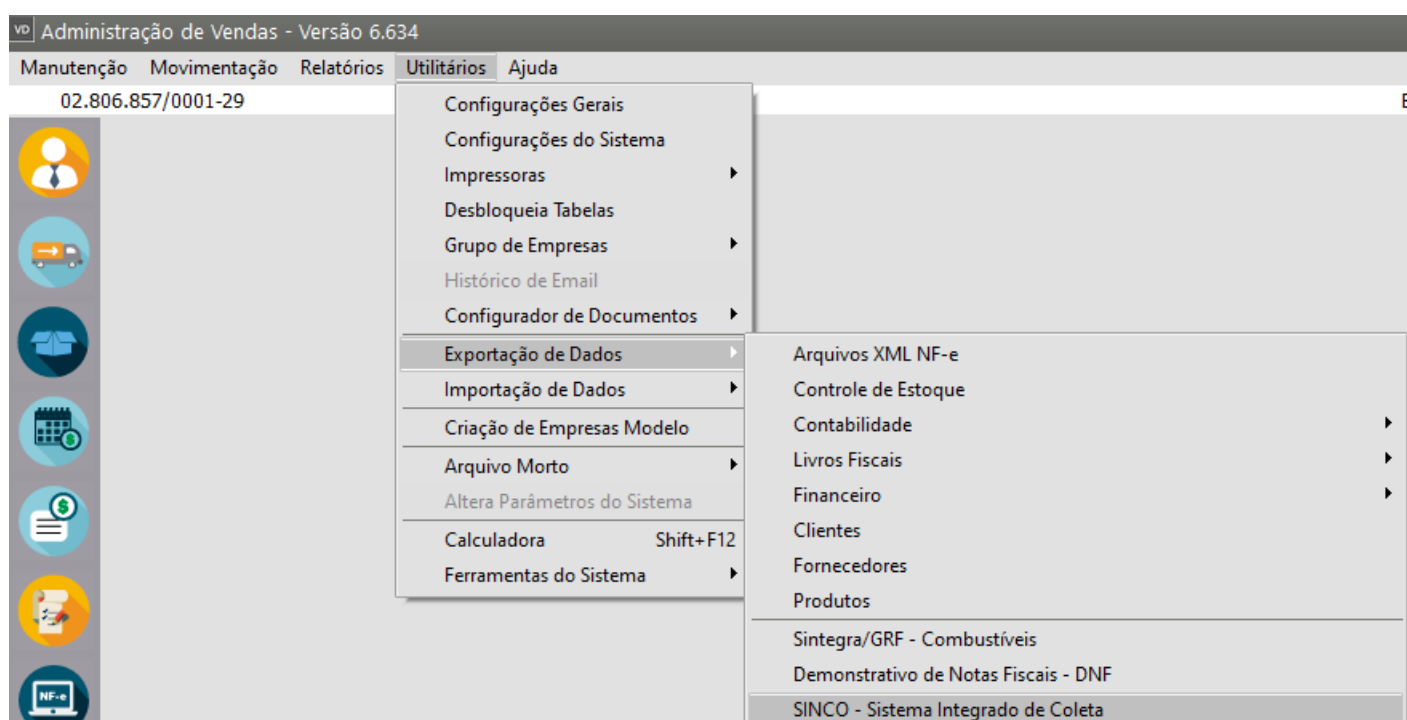 VD Administração de Vendas - Versão 6.634
Manutenção Movimentação Relatórios Utilitários Ajuda
02.806.857/0001-29
Configurações Gerais
Configurações do Sistema
Impressoras
Desbloqueia Tabelas
Grupo de Empresas
Histórico de Email
Configurador de Documentos
Exportação de Dados
Importação de Dados
Criação de Empresas Modelo
Arquivo Morto
Altera Parâmetros do Sistema
Calculadora Shift+F12
Ferramentas do Sistema
Arquivos XML NF-e
Controle de Estoque
Contabilidade
Livros Fiscais
Financeiro
Clientes
Fornecedores
Produtos
Sintegra/GRF - Combustíveis
Demonstrativo de Notas Fiscais - DNF
SINCO - Sistema Integrado de Coleta
$
$
NF-e